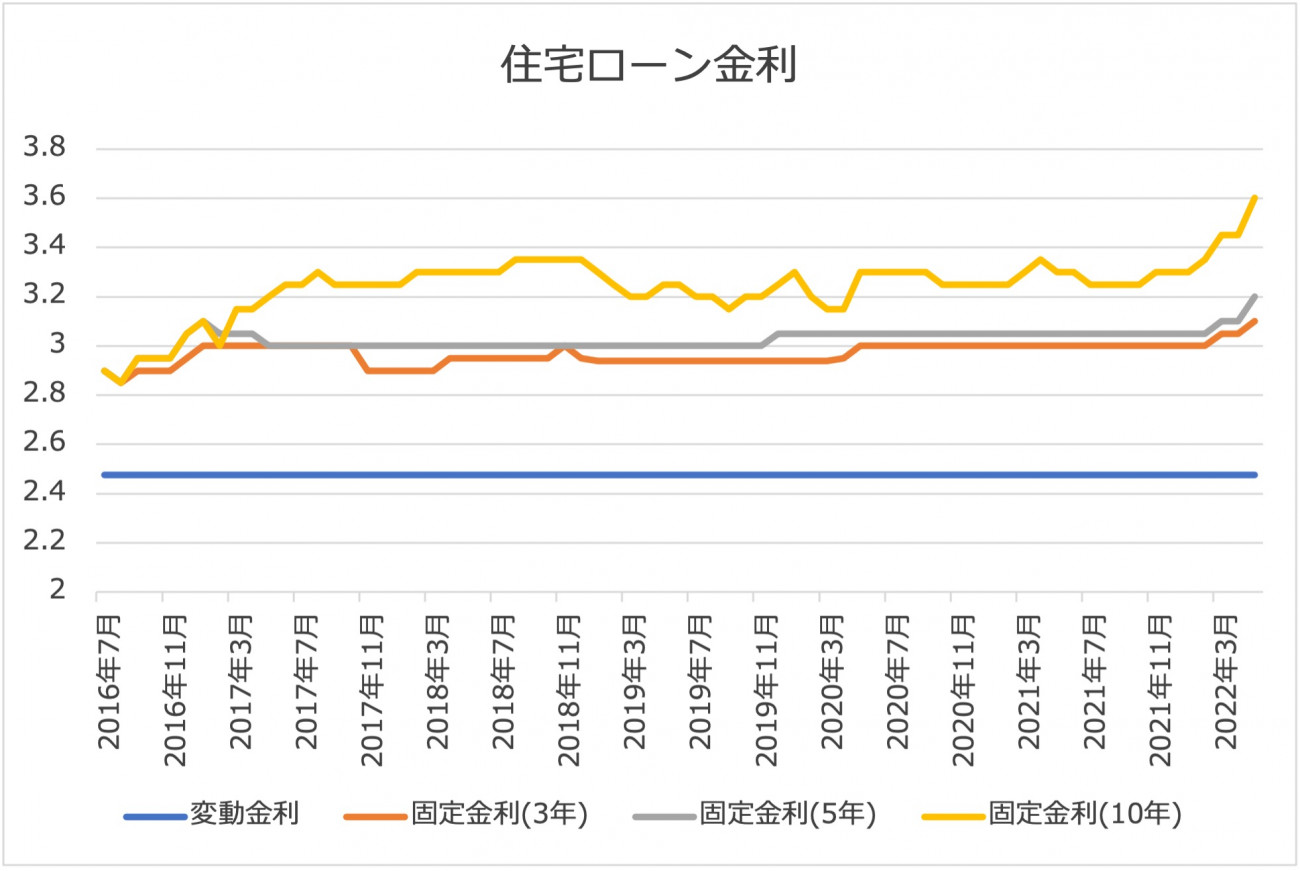 住宅ローン金利
3.8
3.6
3.4
3.2
3
2.8
2.6
2.4
2.2
2
2016年7月
2016年11月
2017年3月
2017年7月
2017年11月
2018年3月
2018年7月
2018年11月
2019年3月
2019年7月
2019年11月
2020年3月
2020年7月
2020年11月
2021年3月
2021年7月
2021年11月
2022年3月
変動金利
固定金利(3年)
固定金利(5年)
固定金利(10年)